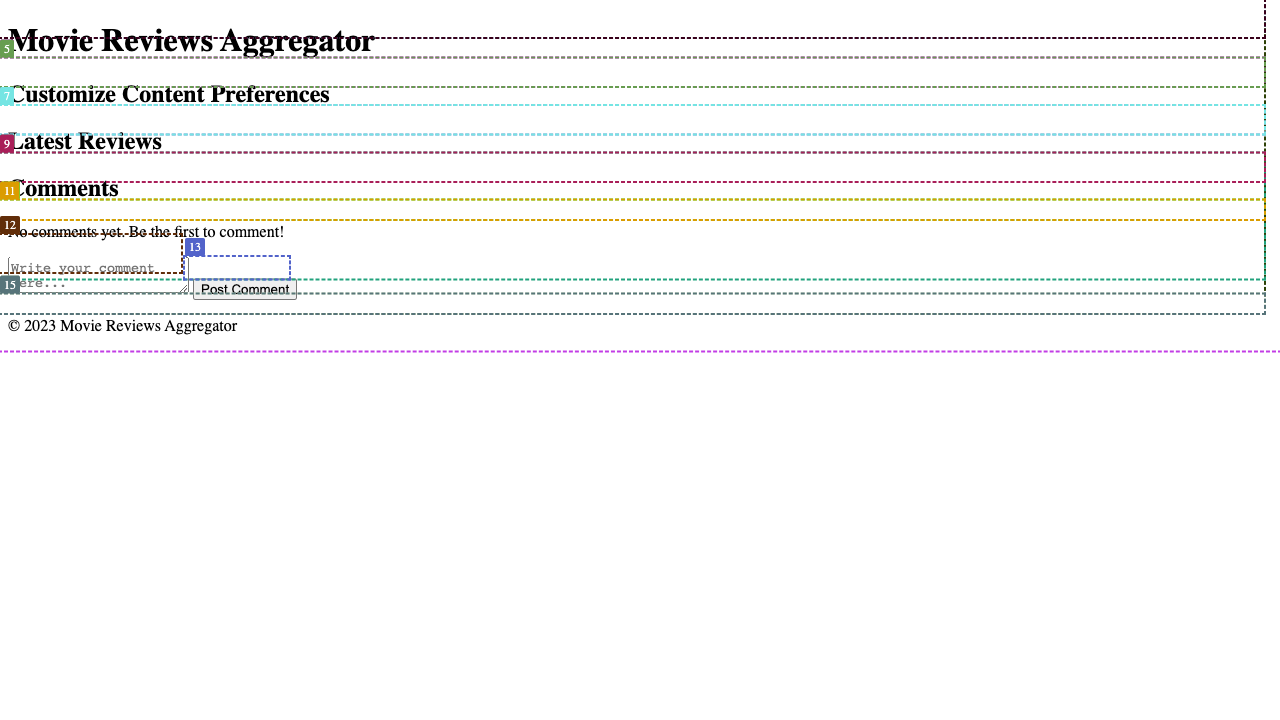 Movie Reviews Aggregator
5
Customize Content Preferences
7
Latest Reviews
9
Comments
11
No comments yet. Be the first to comment!
12
13
Write your comment
here...
Post Comment
15
© 2023 Movie Reviews Aggregator